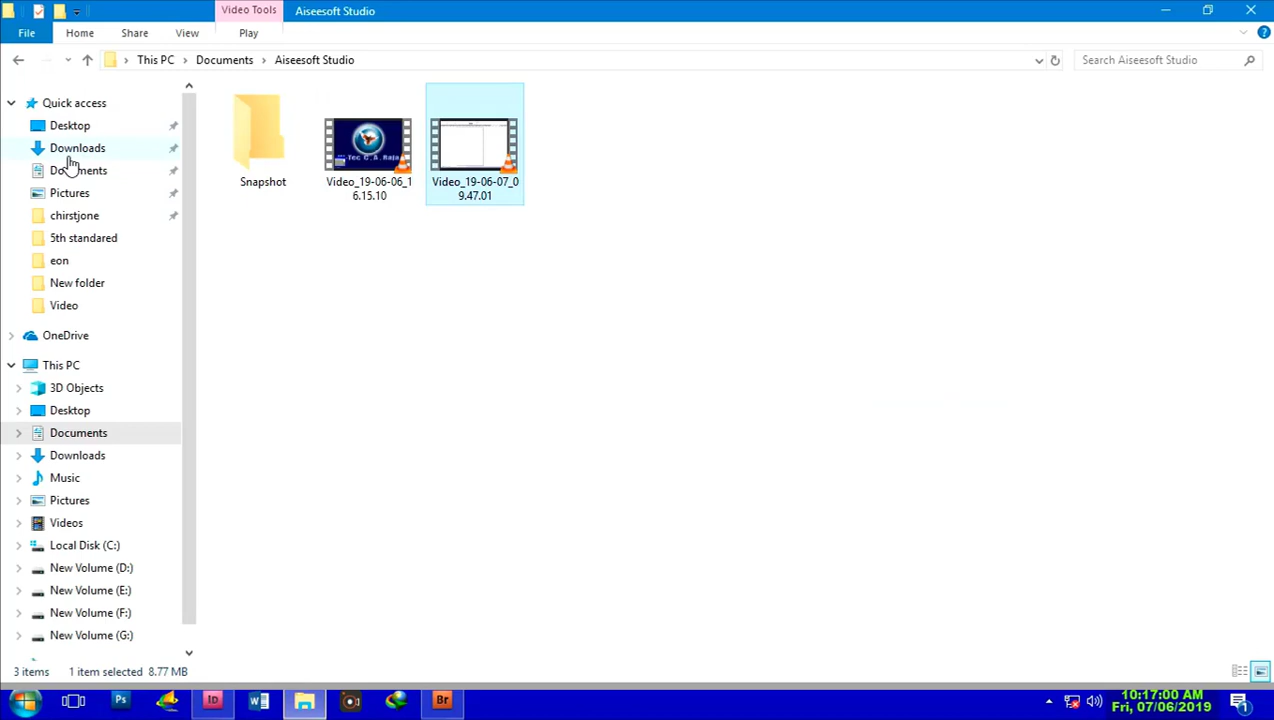 Video Tools
Aiseesoft Studio
File
Home
Share
View
Play
This PC
Documents
Aiseesoft Studio
Search Aiseesoft Studio
Quick access
Desktop
Downloads
Documents
Pictures
chirstjone
5th standared
eon
New folder
Video
OneDrive
This PC
3D Objects
Desktop
Documents
Downloads
Music
Pictures
Videos
Local Disk (C:)
New Volume (D:)
New Volume (E:)
New Volume (F:)
New Volume (G:)
Snapshot
Video_19-06-06_1
6.15.10
Video_19-06-07_0
9.47.01
3 items 1 item selected 8.77 MB
Ps
Id
W
Br
10:17:00 AM
Fri, 07/06/2019
1